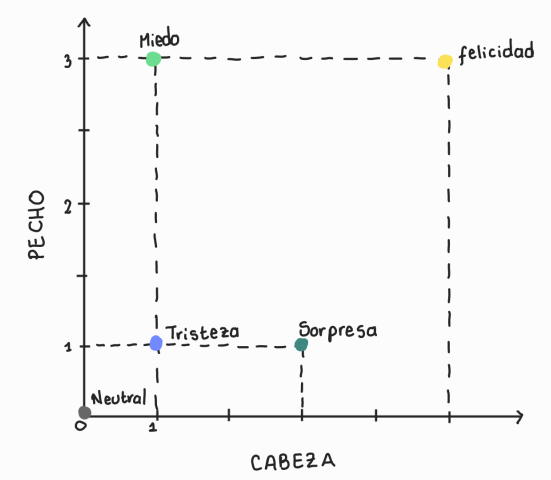 Miedo
felicidad
3
PECHO
2
Tristeza
Sorpresa
1
Neutral
0
1
CABEZA